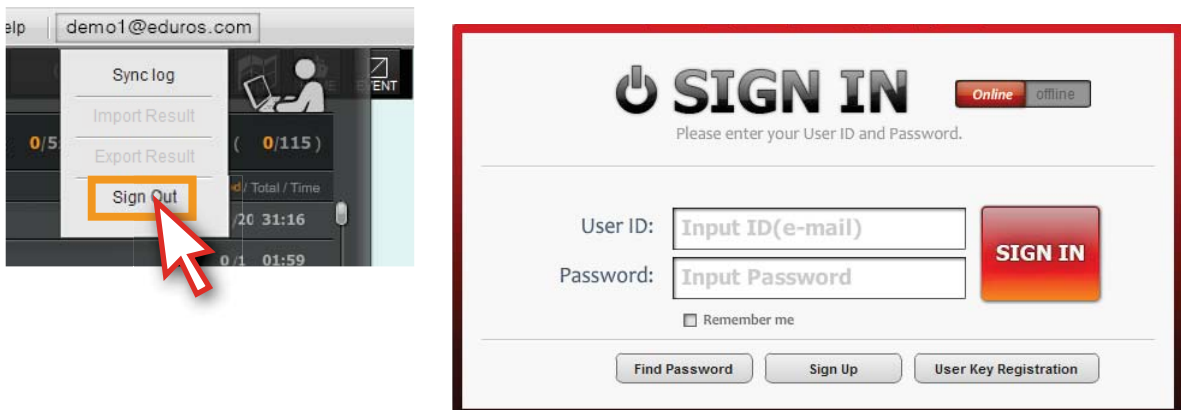 elp demo1@eduros.com
Sync log
ENT
Import Result
0/5 ( 0/115 )
Export Result
/ Total / Time
Sign Out
/20 31:16
0 /1 01:59
SIGN IN
Online offline
Please enter your User ID and Password.
User ID: Input ID(e-mail)
SIGN IN
Password: Input Password
Remember me
Find Password Sign Up User Key Registration